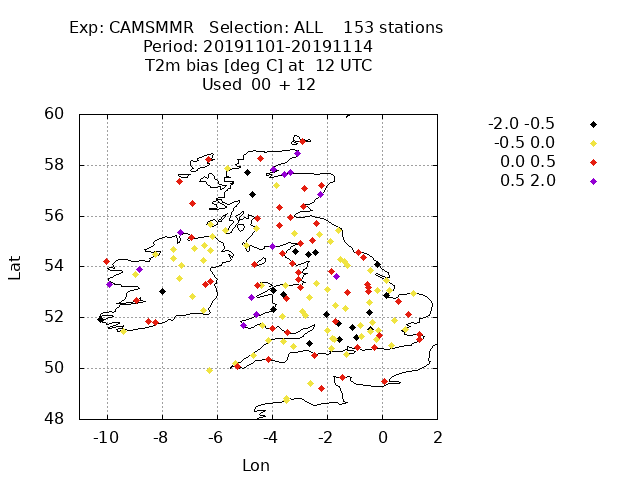 Exp: CAMSMMR   Selection: ALL    153 stations
Period: 20191101-20191114
T2m bias [deg C] at  12 UTC
Used  00  + 12
-2.0 -0.5
-0.5 0.0
0.0 0.5
0.5 2.0
Lat
60
58
56
54
52
50
48
-10 -8 -6 -4 -2 0 2
Lon